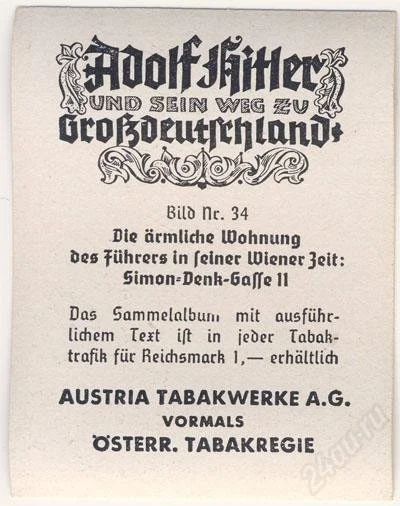 Adolf Hitler
UND SEIN WEG ZU
Großdeutschland
Bild Nr. 34
Die ärmliche Wohnung
des Führers in seiner Wiener Zeit:
Simon-Denk-Gasse 11
Das Sammelalbum mit ausführ-
lichem Text ist in jeder Tabak-
trafik für Reichsmark 1,— erhältlich
AUSTRIA TABAKWERKE A.G.
VORMALS
ÖSTERR. TABAKREGIE
24au.ru